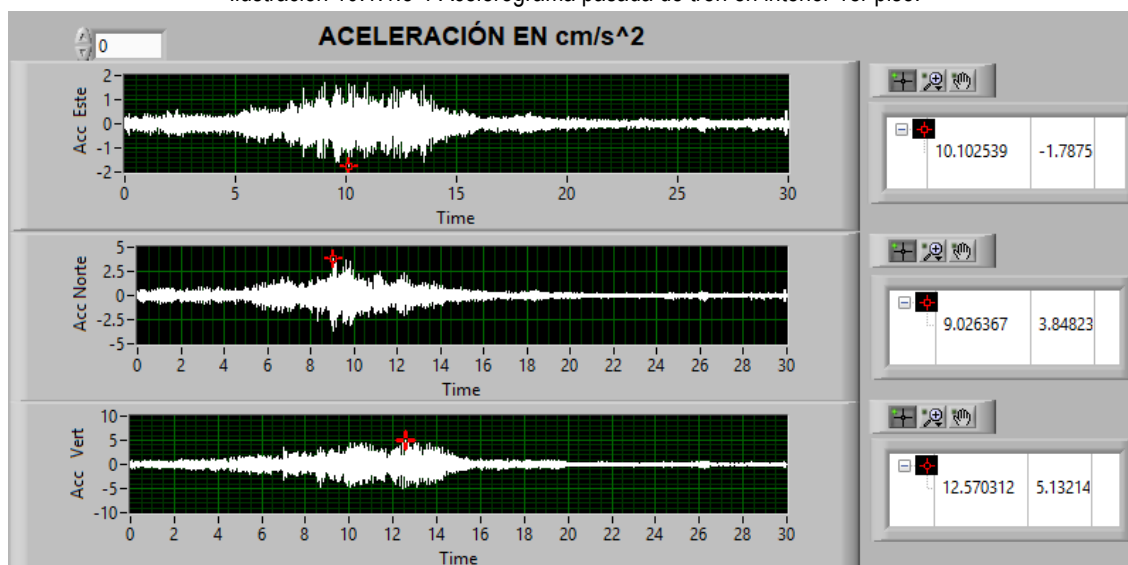 0
ACELERACIÓN EN cm/s^2
Acc Este
2
1
0
-1
-2
0 5 10 15 20 25 30
Time
10.102539 -1.7875
Acc Norte
5
2.5
0
-2.5
-5
0 2 4 6 8 10 12 14 16 18 20 22 24 26 28 30
Time
9.026367 3.84823
Acc Vert
10
5
0
-5
-10
0 2 4 6 8 10 12 14 16 18 20 22 24 26 28 30
Time
12.570312 5.13214